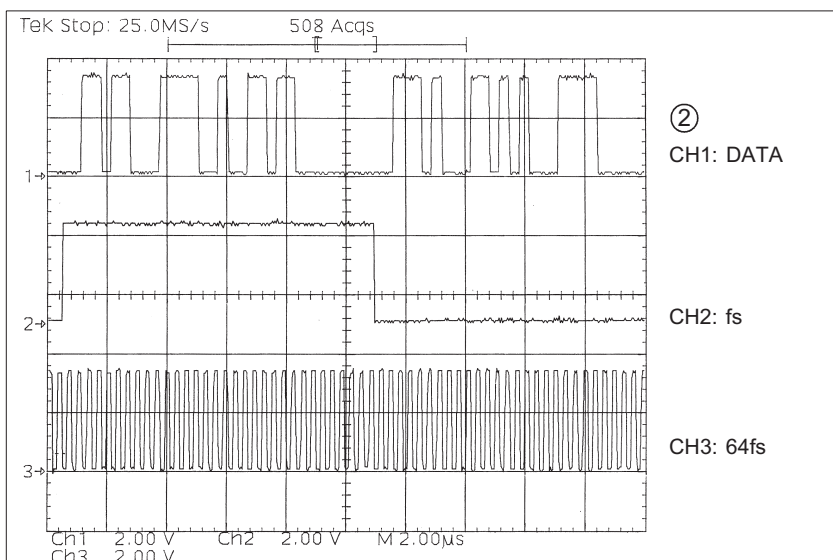 Tek Stop: 25.0MS/s 508 Acqs
②
CH1: DATA
1
CH2: fs
2
CH3: 64fs
3
Ch1 2.00 V Ch2 2.00 V M 2.00µs
Ch3 2.00 V